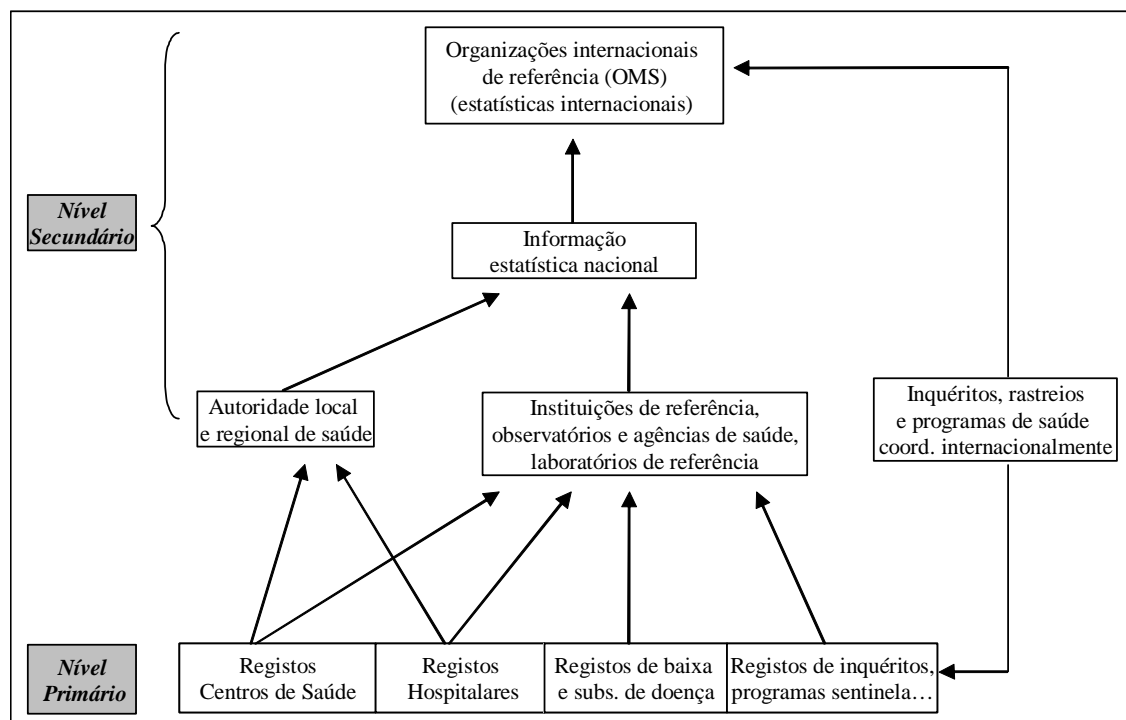 Organizações internacionais
de referência (OMS)
(estatísticas internacionais)
Nível
Secundário
Informação
estatística nacional
Autoridade local
e regional de saúde
Instituições de referência,
observatórios e agências de saúde,
laboratórios de referência
Inquéritos, rastreios
e programas de saúde
coord. internacionalmente
Nível
Primário
Registos
Centros de Saúde
Registos
Hospitalares
Registos de baixa
e subs. de doença
Registos de inquéritos,
programas sentinela…